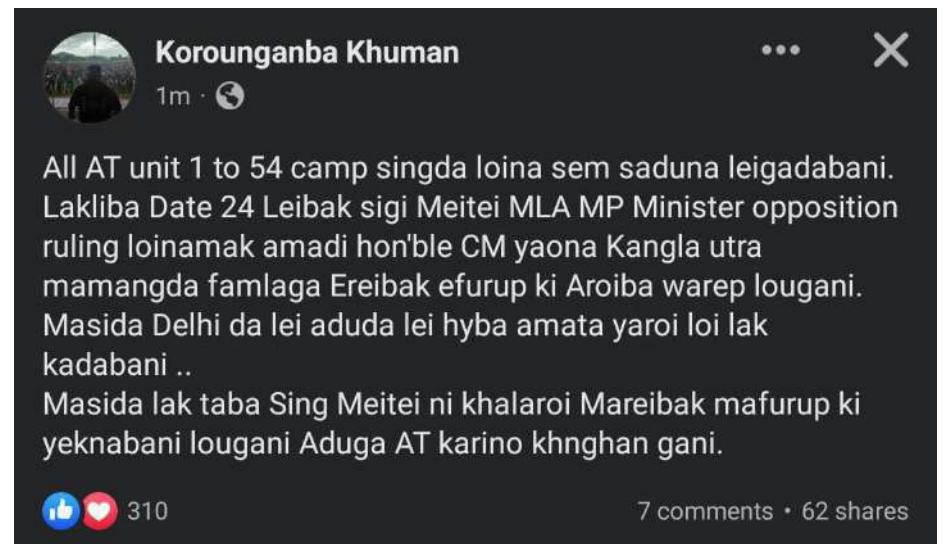 Korounganba Khuman
1m ·
All AT unit 1 to 54 camp singda loina sem saduna leigadabani.
Lakliba Date 24 Leibak sigi Meitei MLA MP Minister opposition
ruling loinamak amadi hon'ble CM yaona Kangla utra
mamangda famlaga Ereibak efurup ki Aroiba warep lougani.
Masida Delhi da lei aduda lei hyba amata yaroi loi lak
kadabani ..
Masida lak taba Sing Meitei ni khalaroi Mareibak mafurup ki
yeknabani lougani Aduga AT karino khnghan gani.
310
7 comments • 62 shares